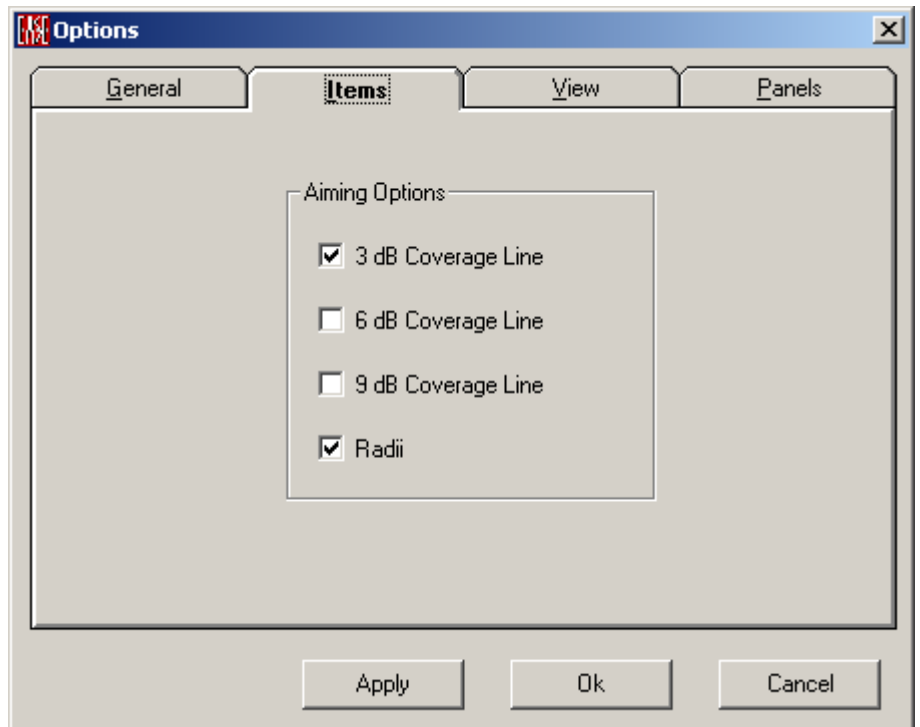 EASE Options
General Items View Panels
Aiming Options
3 dB Coverage Line
6 dB Coverage Line
9 dB Coverage Line
Radii
Apply Ok Cancel